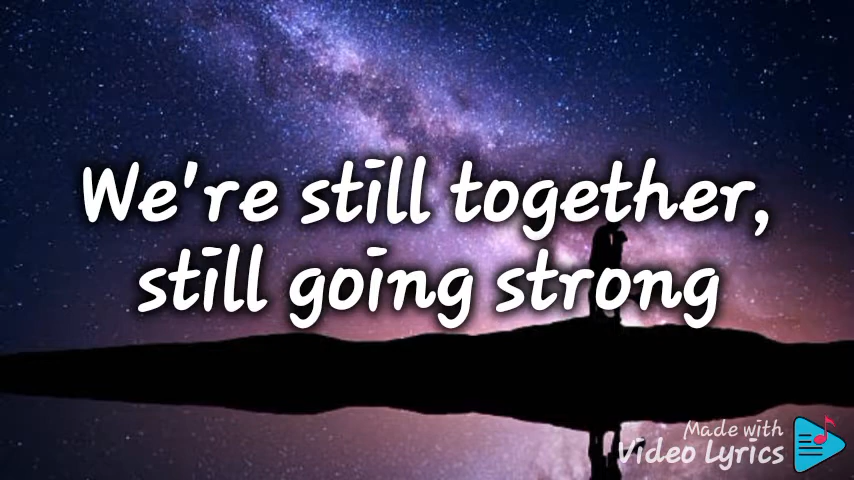 We're still together,
still going strong
Made with
Video Lyrics